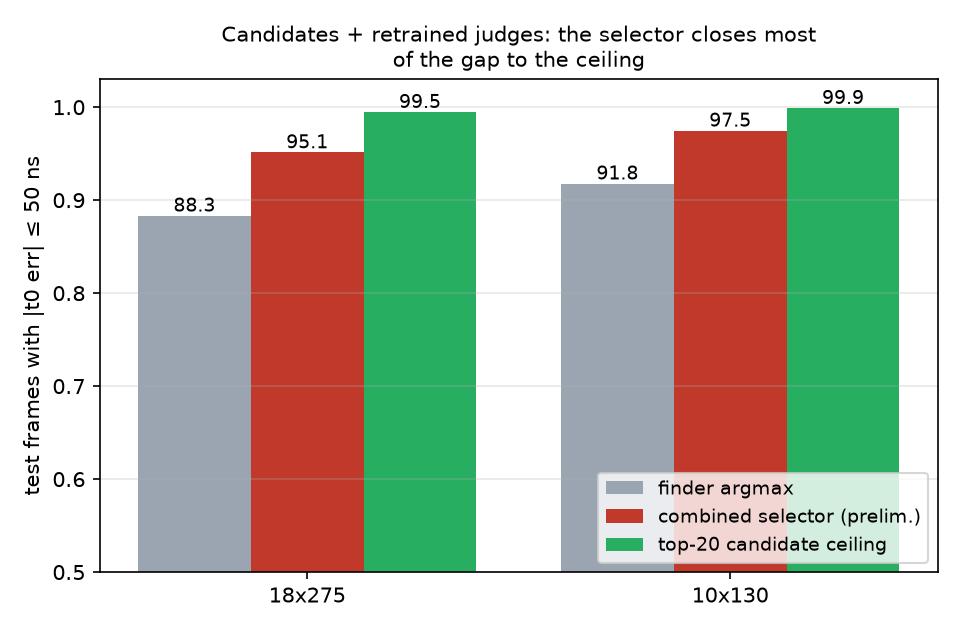 Candidates + retrained judges: the selector closes most
of the gap to the ceiling
test frames with |t0 err| ≤ 50 ns
1.0
0.9
0.8
0.7
0.6
0.5
88.3
95.1
99.5
91.8
97.5
99.9
finder argmax
combined selector (prelim.)
top-20 candidate ceiling
18x275
10x130